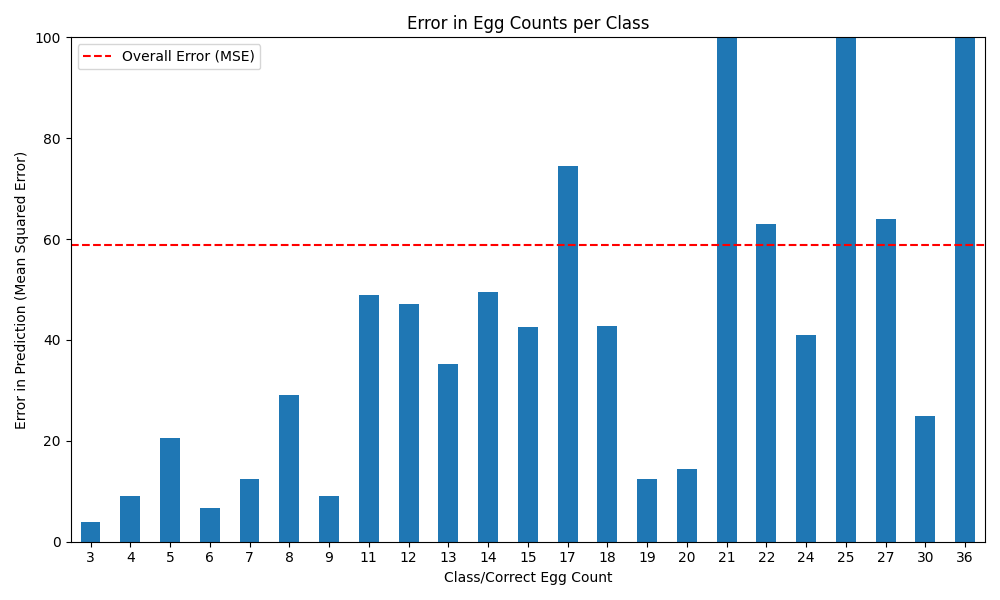 Error in Egg Counts per Class
Overall Error (MSE)
Error in Prediction (Mean Squared Error)
100
80
60
40
20
0
3 4 5 6 7 8 9 11 12 13 14 15 17 18 19 20 21 22 24 25 27 30 36
Class/Correct Egg Count